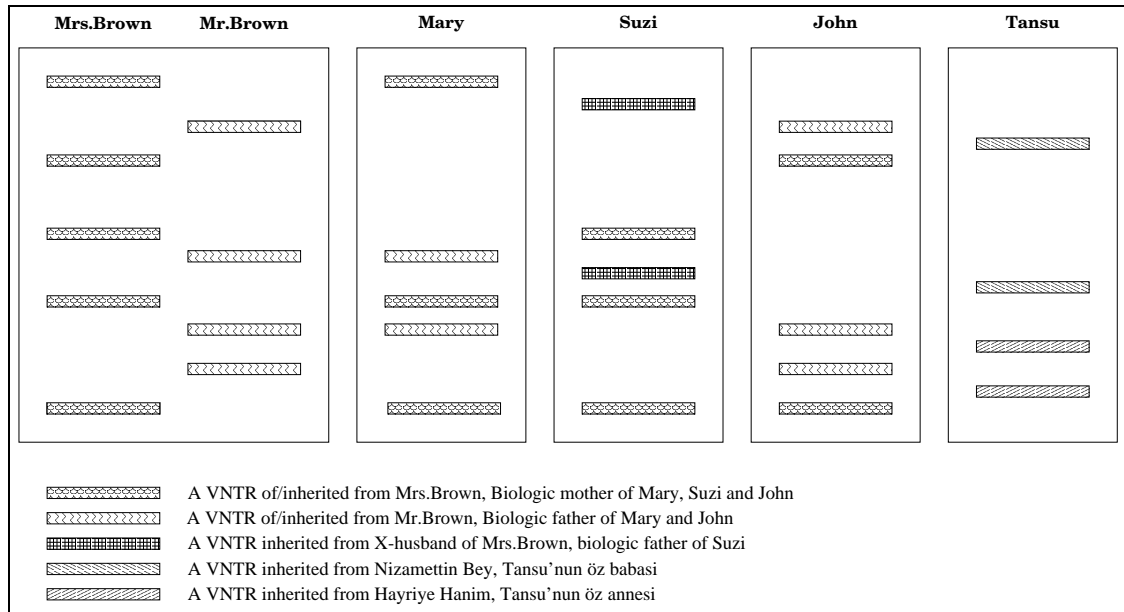 Mrs.Brown Mr.Brown Mary Suzi John Tansu
A VNTR of/inherited from Mrs.Brown, Biologic mother of Mary, Suzi and John
A VNTR of/inherited from Mr.Brown, Biologic father of Mary and John
A VNTR inherited from X-husband of Mrs.Brown, biologic father of Suzi
A VNTR inherited from Nizamettin Bey, Tansu'nun öz babasi
A VNTR inherited from Hayriye Hanim, Tansu'nun öz annesi